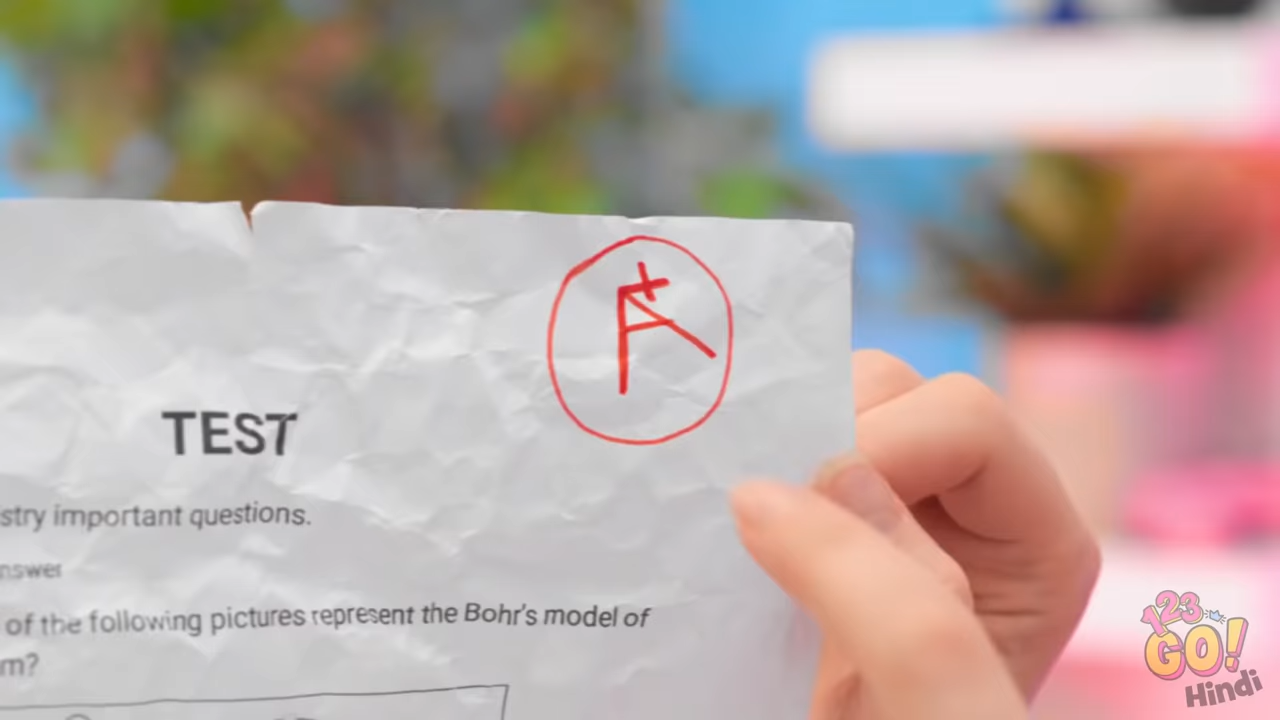 A+
TEST
stry important questions.
nswer
of the following pictures represent the Bohr's model of
m?
123
GO!
Hindi